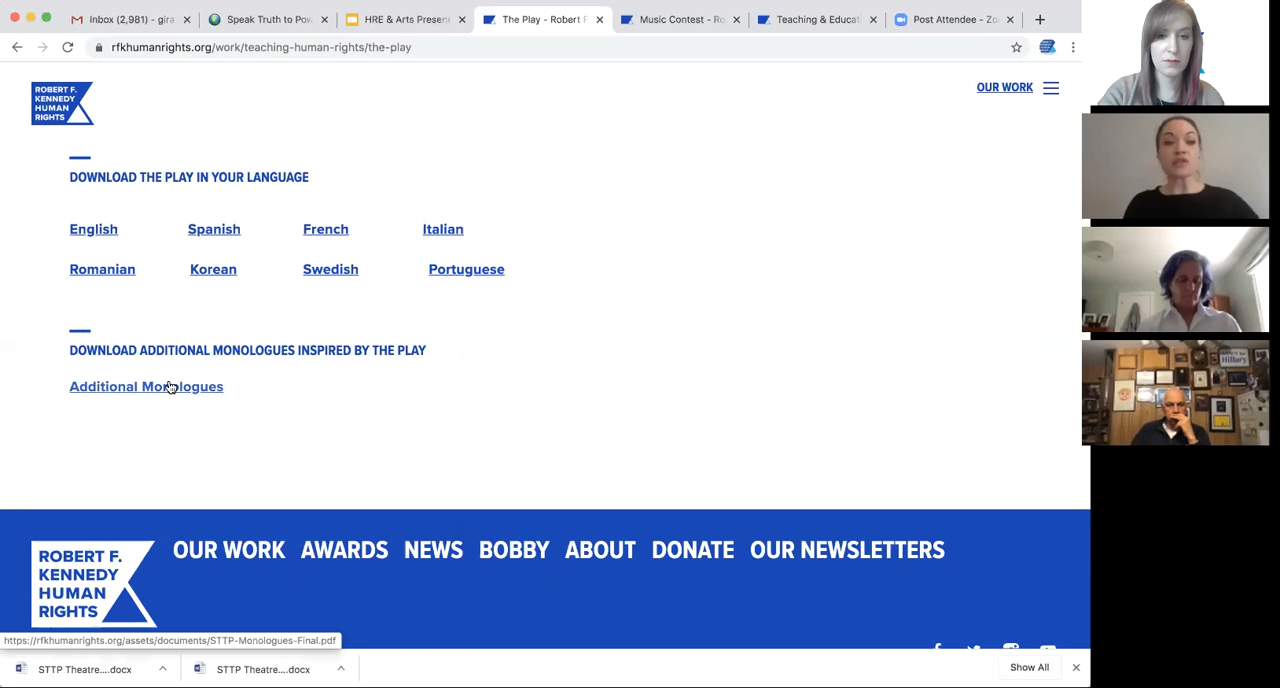 Inbox (2,981) - gira
Speak Truth to Pow
HRE & Arts Presen
The Play - Robert F
Music Contest - Ro
Teaching & Educat
Post Attendee - Zo
rfkhumanrights.org/work/teaching-human-rights/the-play
ROBERT F.
KENNEDY
HUMAN
RIGHTS
OUR WORK
DOWNLOAD THE PLAY IN YOUR LANGUAGE
English Spanish French Italian
Romanian Korean Swedish Portuguese
DOWNLOAD ADDITIONAL MONOLOGUES INSPIRED BY THE PLAY
Additional Monologues
ROBERT F.
KENNEDY
HUMAN
RIGHTS
OUR WORK AWARDS NEWS BOBBY ABOUT DONATE OUR NEWSLETTERS
https://rfkhumanrights.org/assets/documents/STTP-Monologues-Final.pdf
STTP Theatre....docx
STTP Theatre....docx
Show All
Hillary